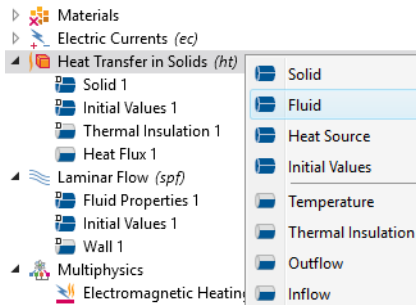 Materials
Electric Currents (ec)
Heat Transfer in Solids (ht)
Solid 1
Initial Values 1
Thermal Insulation 1
Heat Flux 1
Laminar Flow (spf)
Fluid Properties 1
Initial Values 1
Wall 1
Multiphysics
Electromagnetic Heating
Solid
Fluid
Heat Source
Initial Values
Temperature
Thermal Insulation
Outflow
Inflow